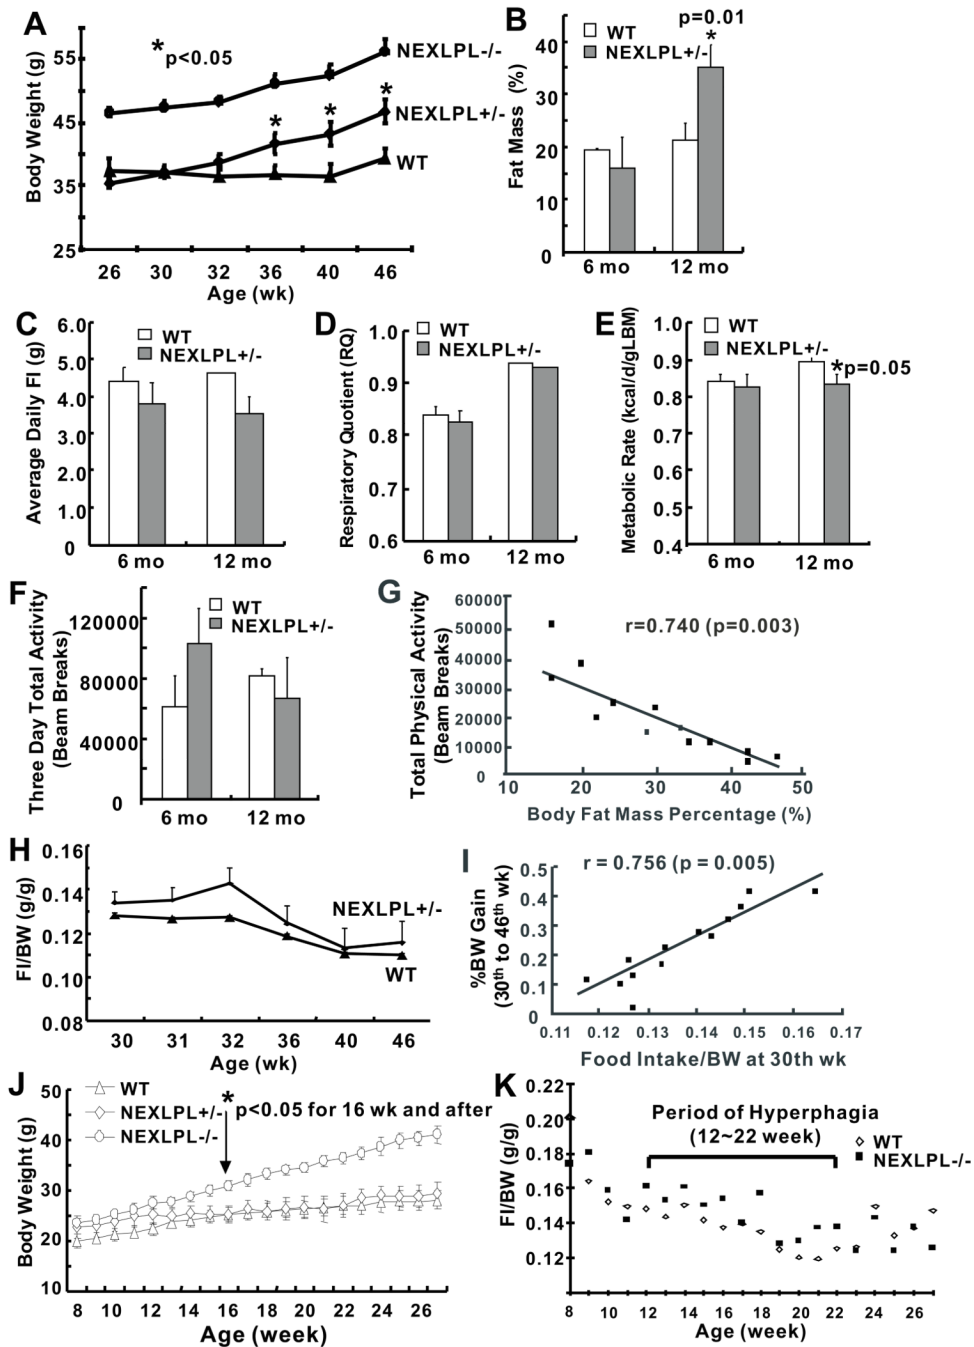 A
Body Weight (g)
55
45
35
25
*p<0.05
NEXLPL-/-
NEXLPL+/-
WT
* * *
26 30 32 36 40 46
Age (wk)
B
p=0.01
*
WT
NEXLPL+/-
Fat Mass (%)
40
30
20
10
0
6 mo 12 mo
C
Average Daily FI (g)
6.0
5.0
4.0
3.0
2.0
1.0
0
WT
NEXLPL+/-
6 mo 12 mo
D
Respiratory Quotient (RQ)
1.0
0.9
0.8
0.7
0.6
WT
NEXLPL+/-
6 mo 12 mo
E
Metabolic Rate (kcal/d/gLBM)
1.0
0.9
0.8
0.7
0.6
0.5
0.4
WT
NEXLPL+/-
*p=0.05
6 mo 12 mo
F
Three Day Total Activity
(Beam Breaks)
120000
80000
40000
0
WT
NEXLPL+/-
6 mo 12 mo
G
Total Physical Activity
(Beam Breaks)
60000
50000
40000
30000
20000
10000
0
r=0.740 (p=0.003)
10 20 30 40 50
Body Fat Mass Percentage (%)
H
FI/BW (g/g)
0.16
0.14
0.12
0.10
0.08
NEXLPL+/-
WT
30 31 32 36 40 46
Age (wk)
I
r = 0.756 (p = 0.005)
%BW Gain
(30th to 46th wk)
0.5
0.4
0.3
0.2
0.1
0
0.11 0.12 0.13 0.14 0.15 0.16 0.17
Food Intake/BW at 30th wk
J
WT
NEXLPL+/-
NEXLPL-/-
*
p<0.05 for 16 wk and after
Body Weight (g)
50
40
30
20
10
8 10 12 14 16 18 20 22 24 26
Age (week)
K
FI/BW (g/g)
0.22
0.20
0.18
0.16
0.14
0.12
Period of Hyperphagia
(12~22 week)
WT
NEXLPL-/-
8 10 12 14 16 18 20 22 24 26
Age (week)